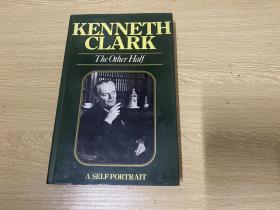 KENNETH
CLARK
The Other Half
A SELF PORTRAIT